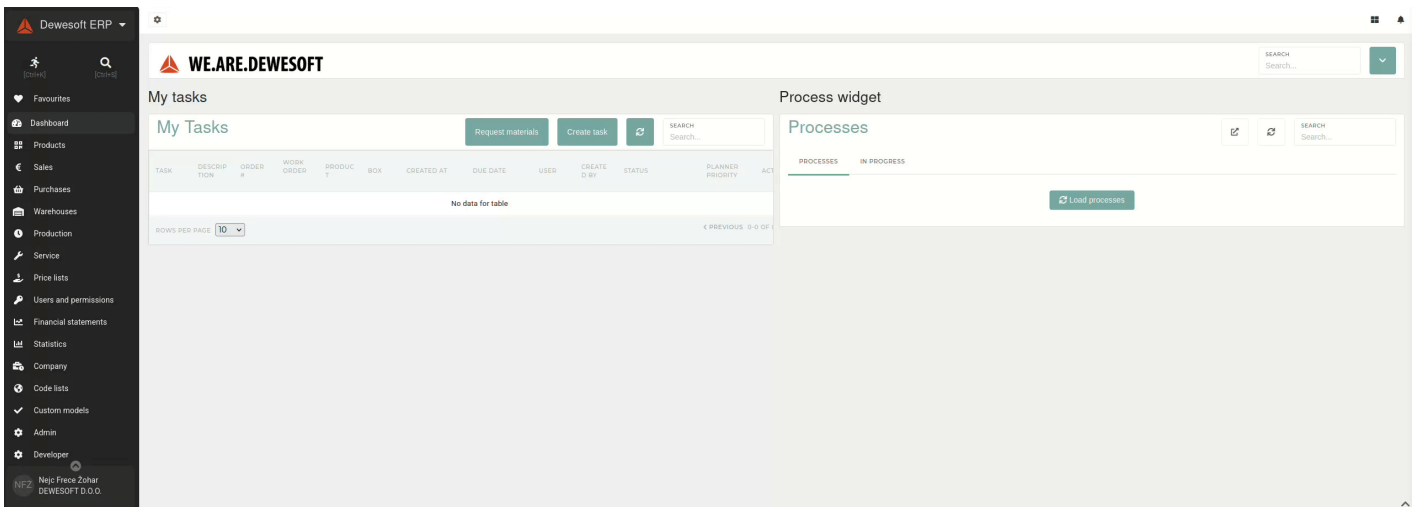 Dewesoft ERP
[Ctrl+K]
[Ctrl+S]
Favourites
Dashboard
Products
Sales
Purchases
Warehouses
Production
Service
Price lists
Users and permissions
Financial statements
Statistics
Company
Code lists
Custom models
Admin
Developer
NFZ
Nejc Frece Žohar
DEWESOFT D.O.O.
WE.ARE.DEWESOFT
SEARCH
Search...
My tasks
My Tasks
Request materials
Create task
SEARCH
Search...
TASK DESCRIP ORDER WORK PRODUC BOX CREATED AT DUE DATE USER CREATE STATUS PLANNER ACT
TION # ORDER T D BY PRIORITY
No data for table
ROWS PER PAGE 10
PREVIOUS 0-0 OF
Process widget
Processes
SEARCH
Search...
PROCESSES IN PROGRESS
Load processes